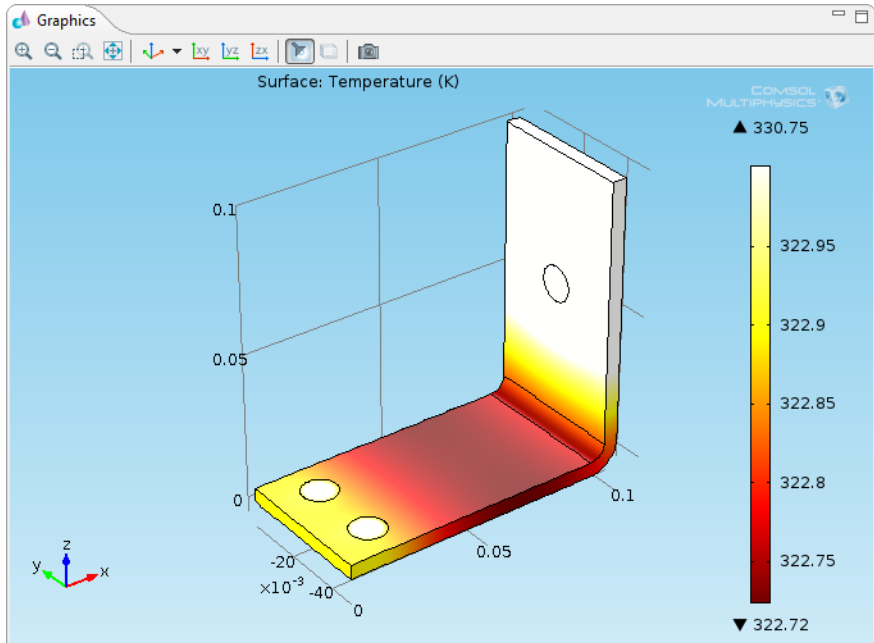 Graphics
xy yz zx
Surface: Temperature (K)
COMSOL
MULTIPHYSICS
▲ 330.75
322.95
322.9
322.85
322.8
322.75
▼ 322.72
0.1
0.05
0
0.1
0.05
0
-20
-40
×10⁻³
z
y
x